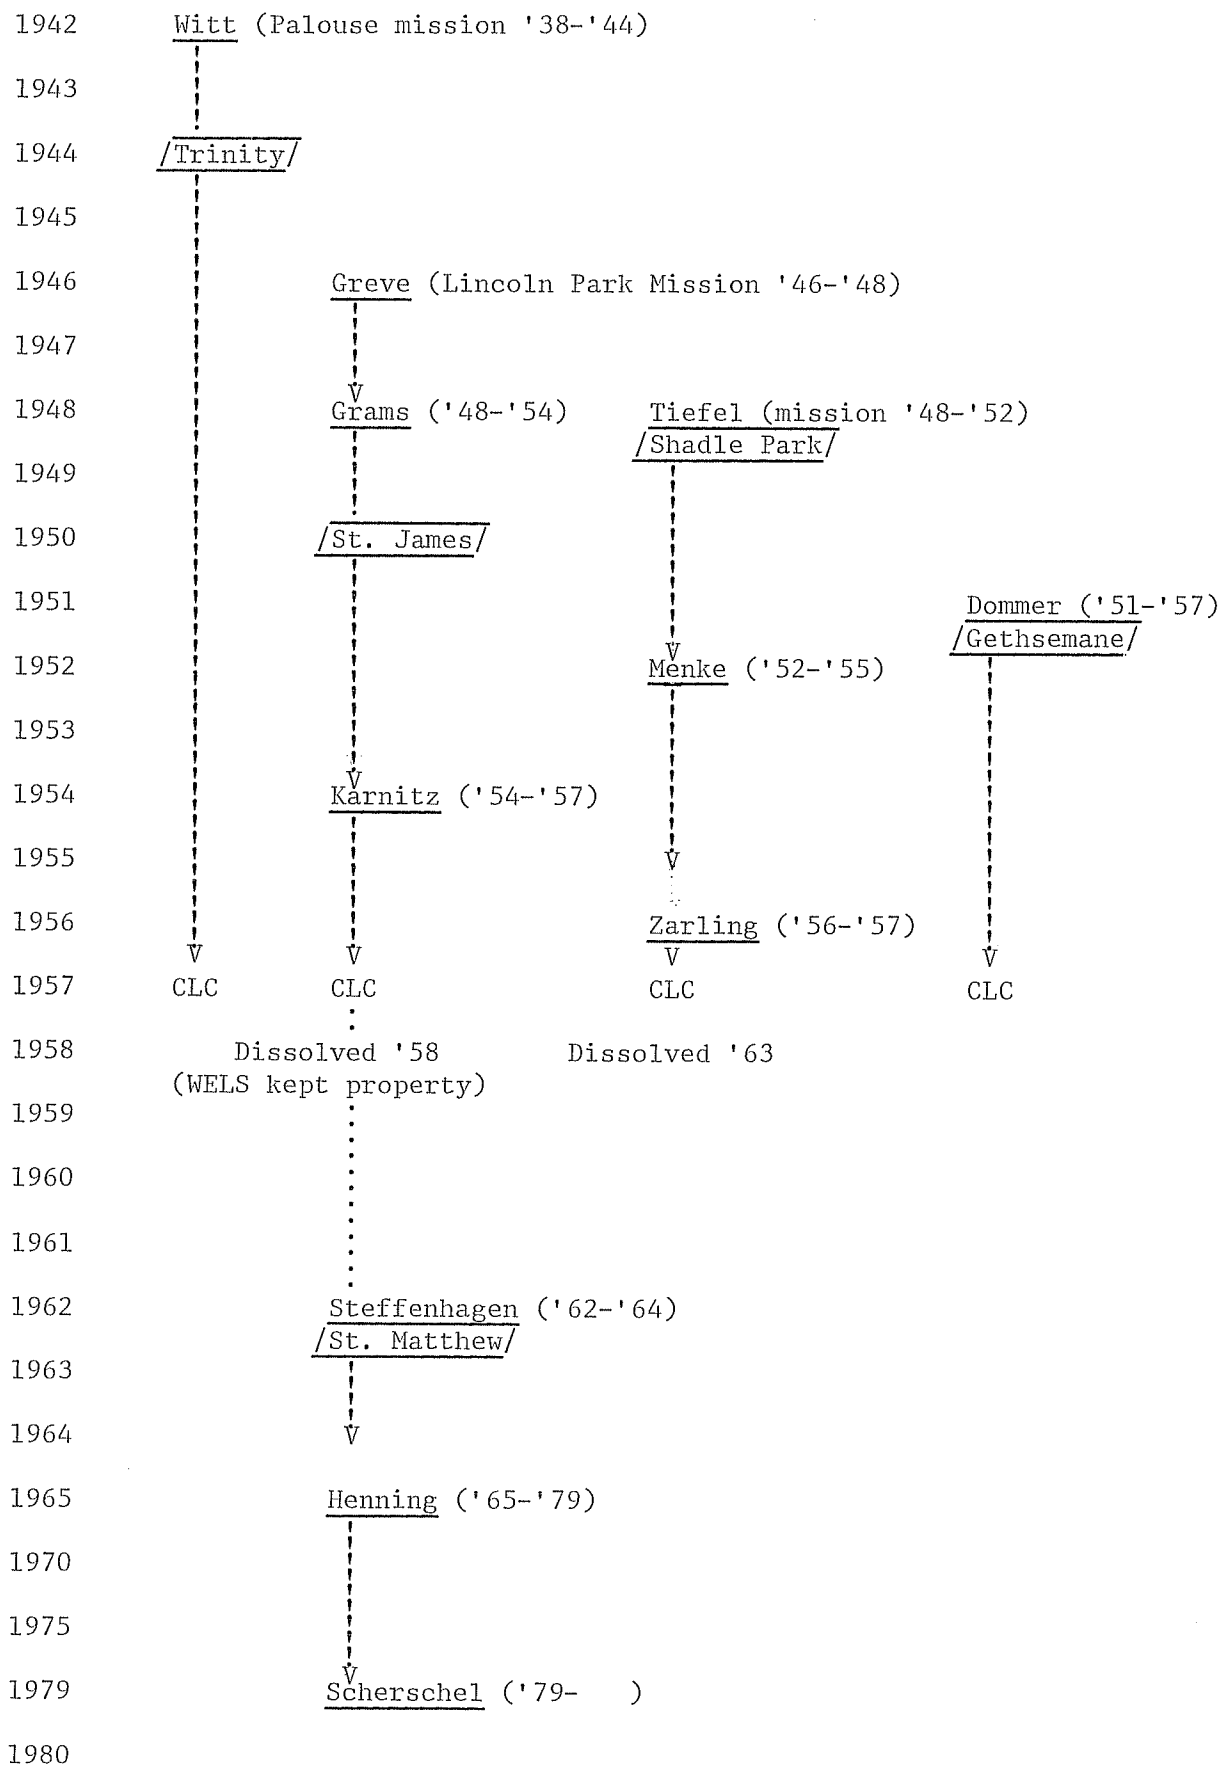 1942 Witt (Palouse mission '38-'44)
1943
1944 /Trinity/
1945
1946 Greve (Lincoln Park Mission '46-'48)
1947
V
1948 Grams ('48-'54) Tiefel (mission '48-'52)
/Shadle Park/
1949
1950 /St. James/
1951 Dommer ('51-'57)
V /Gethsemane/
1952 Menke ('52-'55)
1953
V
1954 Karnitz ('54-'57)
1955 V
1956 Zarling ('56-'57)
V V V V
1957 CLC CLC CLC CLC
1958 Dissolved '58 Dissolved '63
(WELS kept property)
1959
1960
1961
1962 Steffenhagen ('62-'64)
/St. Matthew/
1963
1964 V
1965 Henning ('65-'79)
1970
1975
V
1979 Scherschel ('79- )
1980